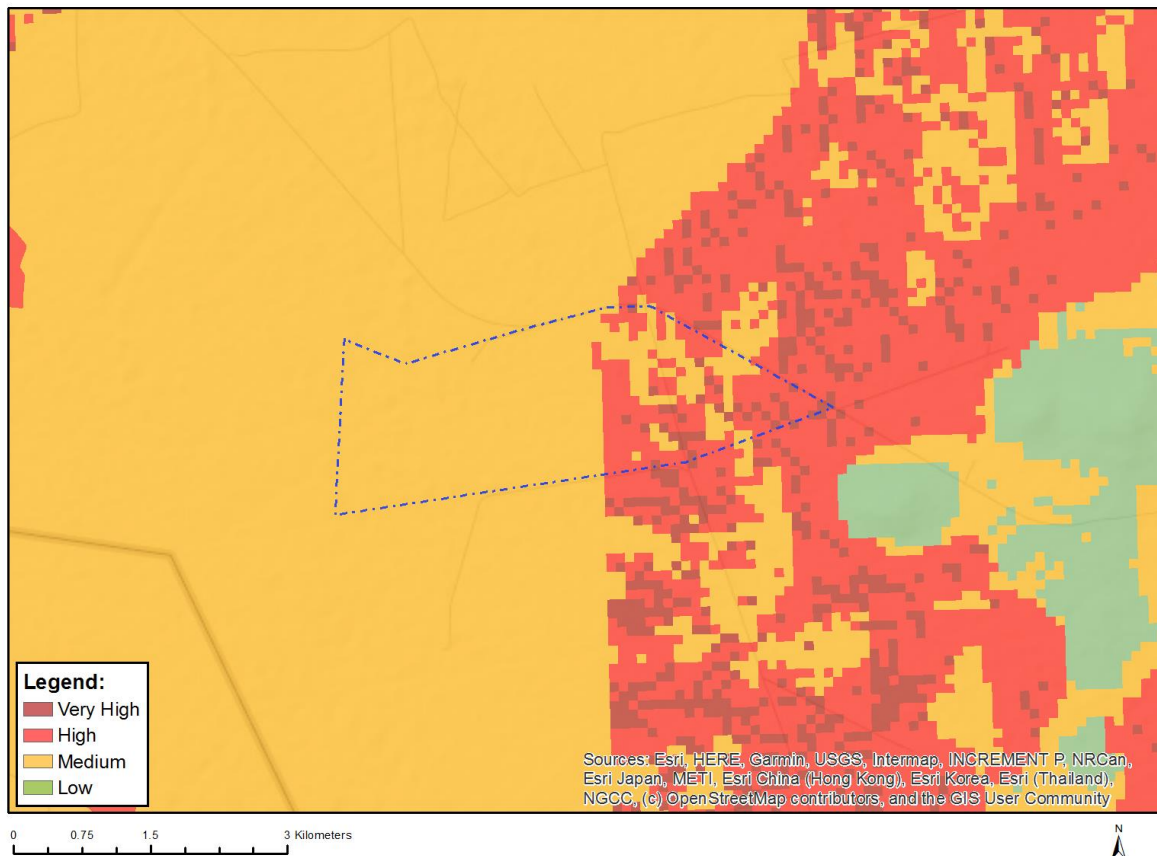 Legend:
Very High
High
Medium
Low
Sources: Esri, HERE, Garmin, USGS, Intermap, INCREMENT P, NRCan,
Esri Japan, METI, Esri China (Hong Kong), Esri Korea, Esri (Thailand),
NGCC, (c) OpenStreetMap contributors, and the GIS User Community
0 0.75 1.5 3 Kilometers
N